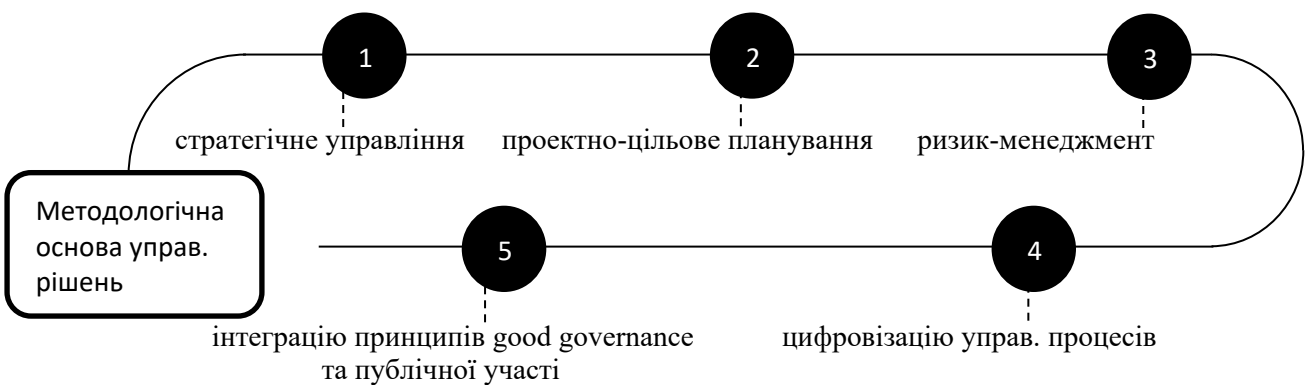 1
2
3
стратегічне управління
проектно-цільове планування
ризик-менеджмент
Методологічна
основа управ.
рішень
5
4
інтеграцію принципів good governance
та публічної участі
цифровізацію управ. процесів